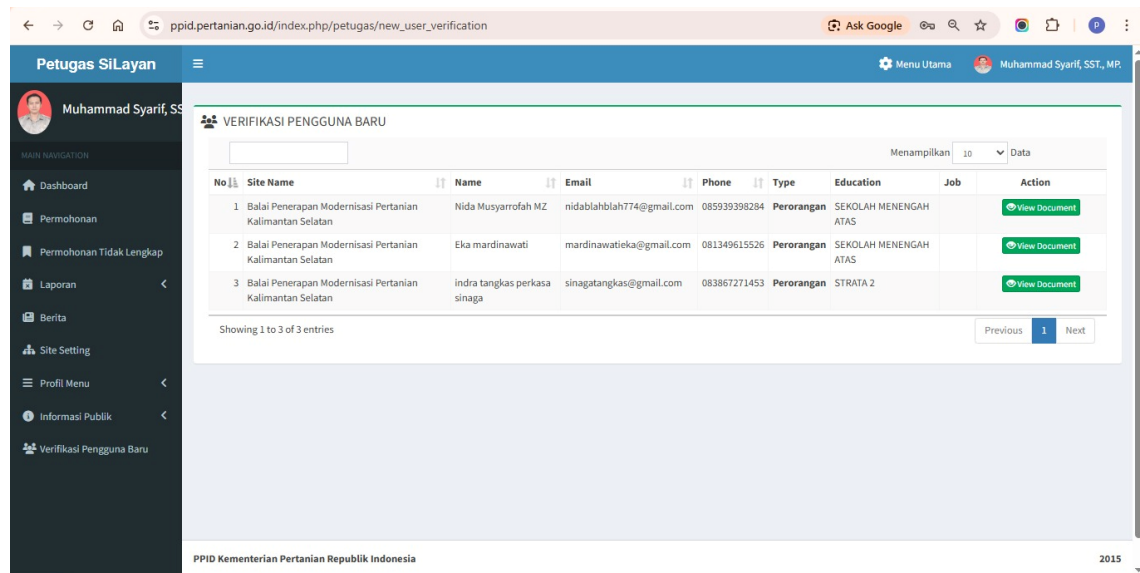 ppid.pertanian.go.id/index.php/petugas/new_user_verification
Ask Google
P
Petugas SiLayan
Menu Utama
Muhammad Syarif, SST., MP.
Muhammad Syarif, SS
MAIN NAVIGATION
Dashboard
Permohonan
Permohonan Tidak Lengkap
Laporan
Berita
Site Setting
Profil Menu
Informasi Publik
Verifikasi Pengguna Baru
VERIFIKASI PENGGUNA BARU
Menampilkan 10 Data
No Site Name Name Email Phone Type Education Job Action
1 Balai Penerapan Modernisasi Pertanian Nida Musyarrofah MZ nidablahblah774@gmail.com 085939398284 Perorangan SEKOLAH MENENGAH View Document
Kalimantan Selatan ATAS
2 Balai Penerapan Modernisasi Pertanian Eka mardinawati mardinawatieka@gmail.com 081349615526 Perorangan SEKOLAH MENENGAH View Document
Kalimantan Selatan ATAS
3 Balai Penerapan Modernisasi Pertanian indra tangkas perkasa sinagatangkas@gmail.com 083867271453 Perorangan STRATA 2 View Document
Kalimantan Selatan sinaga
Showing 1 to 3 of 3 entries
Previous 1 Next
PPID Kementerian Pertanian Republik Indonesia 2015